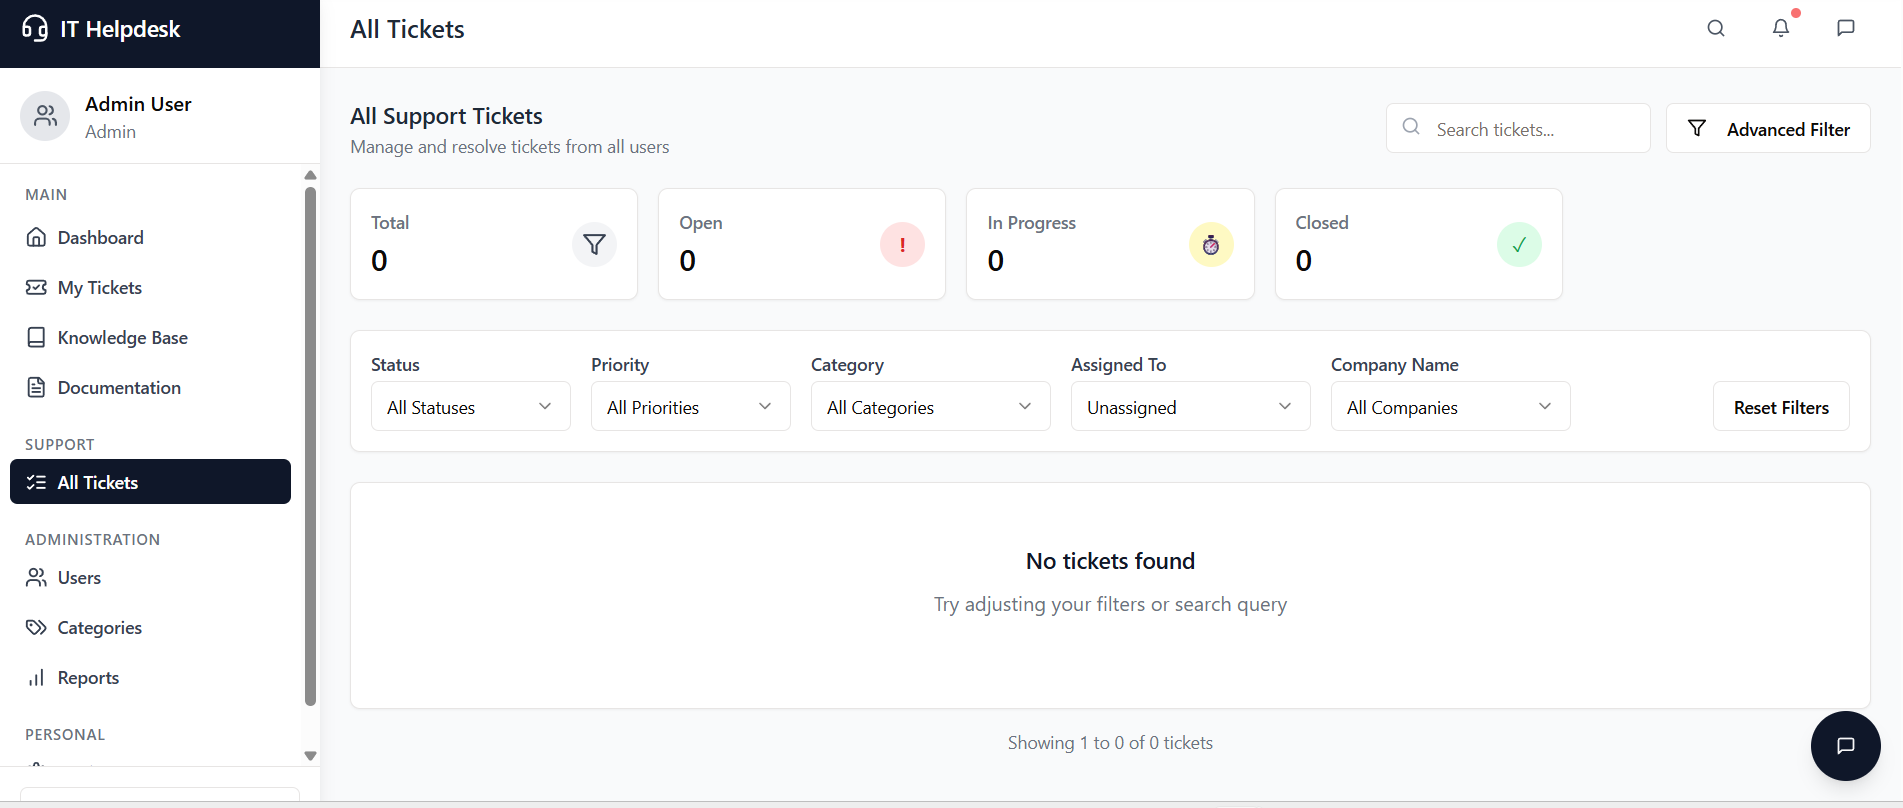 IT Helpdesk
All Tickets
Admin User
Admin
MAIN
Dashboard
My Tickets
Knowledge Base
Documentation
SUPPORT
All Tickets
ADMINISTRATION
Users
Categories
Reports
PERSONAL
All Support Tickets
Manage and resolve tickets from all users
Search tickets...
Advanced Filter
Total
0
Open
0
!
In Progress
0
Closed
0
✓
Status
All Statuses
Priority
All Priorities
Category
All Categories
Assigned To
Unassigned
Company Name
All Companies
Reset Filters
No tickets found
Try adjusting your filters or search query
Showing 1 to 0 of 0 tickets